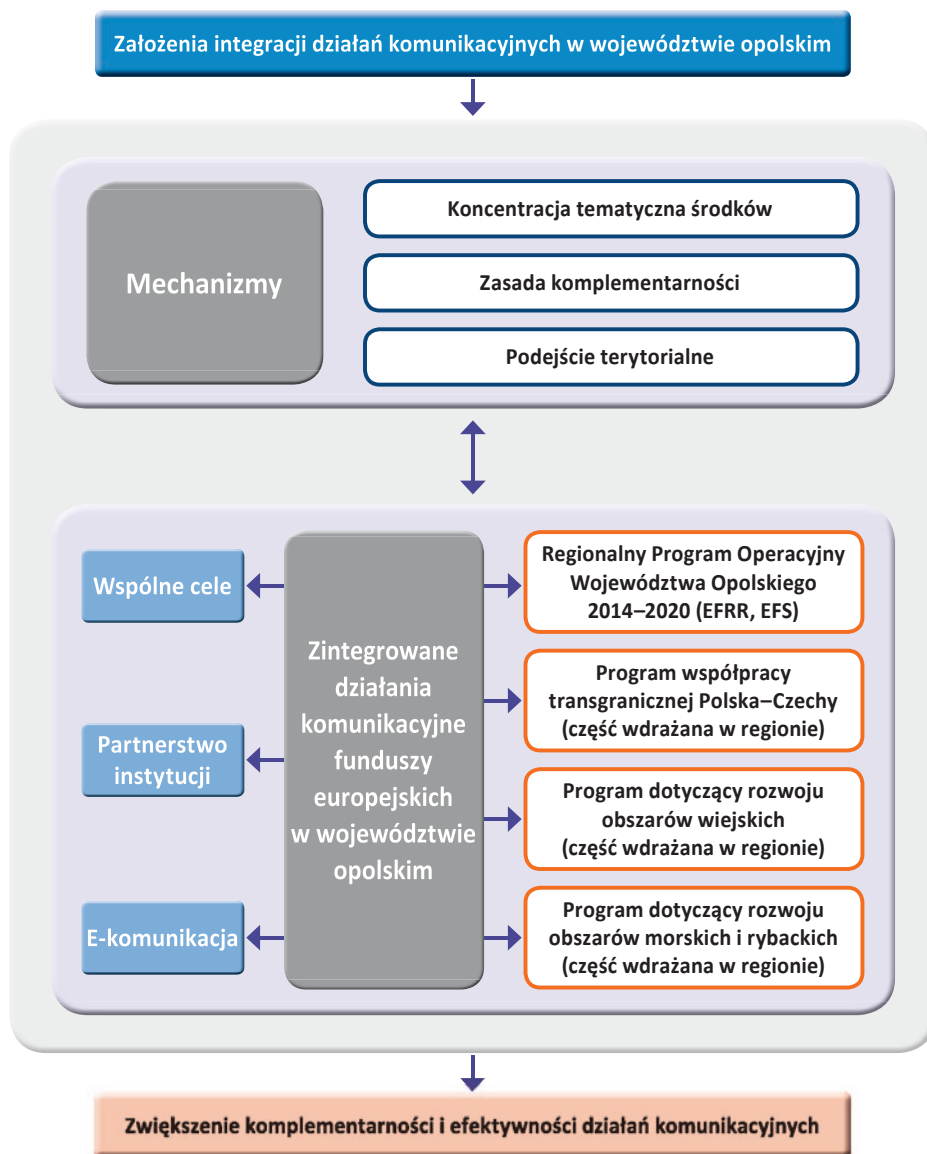 Założenia integracji działań komunikacyjnych w województwie opolskim
Mechanizmy
Koncentracja tematyczna środków
Zasada komplementarności
Podejście terytorialne
Wspólne cele
Partnerstwo
instytucji
E-komunikacja
Zintegrowane
działania
komunikacyjne
funduszy
europejskich
w województwie
opolskim
Regionalny Program Operacyjny
Województwa Opolskiego
2014–2020 (EFRR, EFS)
Program współpracy
transgranicznej Polska–Czechy
(część wdrażana w regionie)
Program dotyczący rozwoju
obszarów wiejskich
(część wdrażana w regionie)
Program dotyczący rozwoju
obszarów morskich i rybackich
(część wdrażana w regionie)
Zwiększenie komplementarności i efektywności działań komunikacyjnych